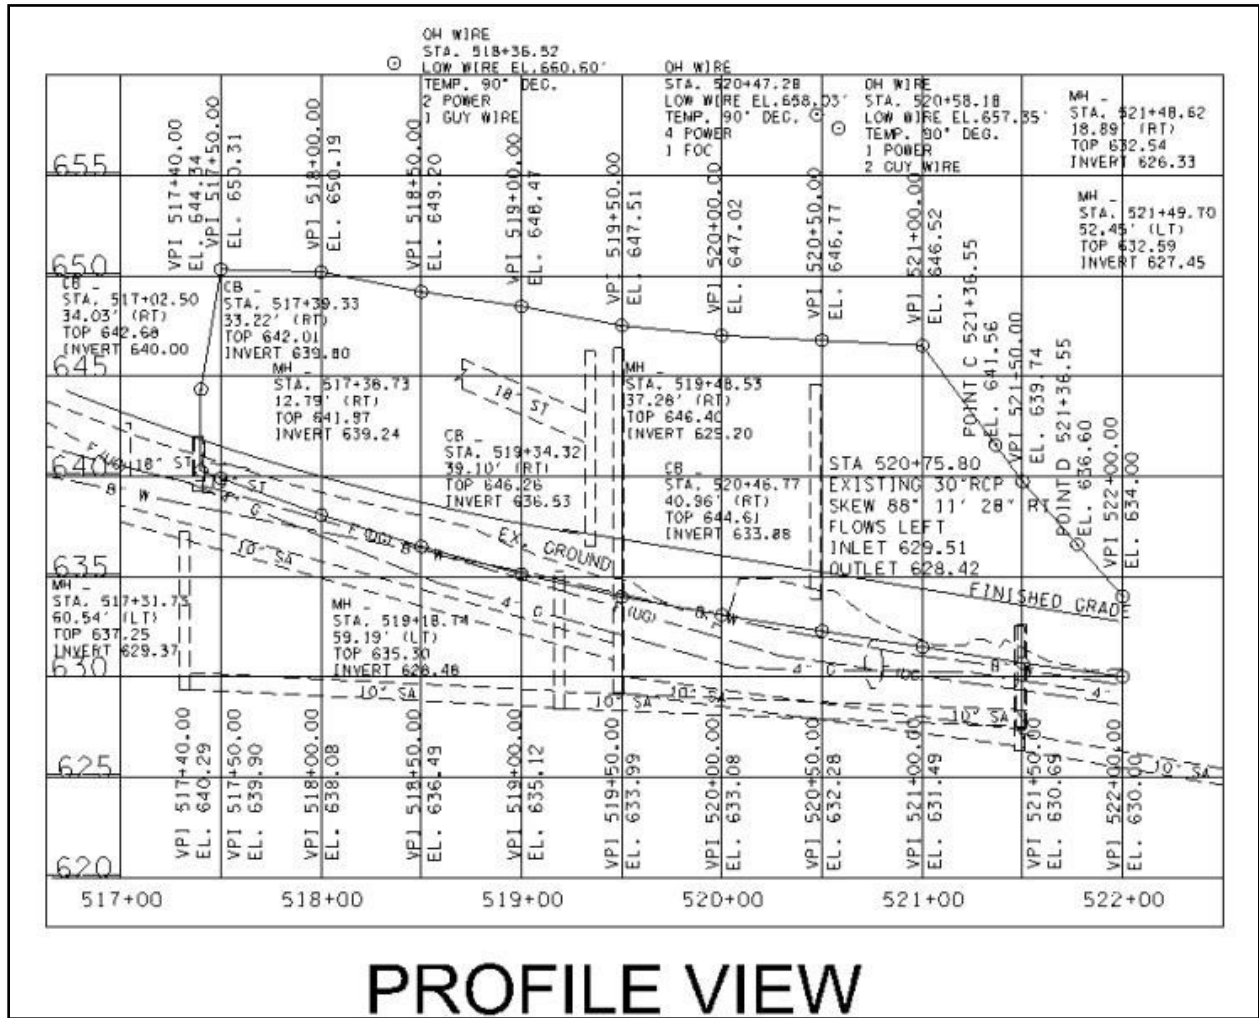 OH WIRE
STA. 518+36.52
LOW WIRE EL.660.60'
TEMP. 90° DEG.
2 POWER
1 GUY WIRE
OH WIRE
STA. 520+47.28
LOW WIRE EL.658.03'
TEMP. 90° DEG.
4 POWER
1 FOC
OH WIRE
STA. 520+58.18
LOW WIRE EL.657.35'
TEMP. 90° DEG.
1 POWER
2 GUY WIRE
MH _
STA. 521+48.62
18.89' (RT)
TOP 632.54
INVERT 626.33
MH _
STA. 521+49.70
52.45' (LT)
TOP 632.59
INVERT 627.45
655
650
645
640
635
630
625
620
VPI 517+40.00
EL. 644.34
VPI 517+50.00
EL. 650.31
VPI 518+00.00
EL. 650.19
VPI 518+50.00
EL. 649.20
VPI 519+00.00
EL. 648.47
VPI 519+50.00
EL. 647.51
VPI 520+00.00
EL. 647.02
VPI 520+50.00
EL. 646.77
VPI 521+00.00
EL. 646.52
POINT C 521+36.55
EL. 641.56
VPI 521+50.00
EL. 639.74
POINT D 521+36.55
EL. 636.60
VPI 522+00.00
EL. 634.00
CB _
STA. 517+02.50
34.03' (RT)
TOP 642.68
INVERT 640.00
CB _
STA. 517+39.33
33.22' (RT)
TOP 642.01
INVERT 639.80
MH _
STA. 517+38.73
12.79' (RT)
TOP 641.97
INVERT 639.24
CB _
STA. 519+34.32
39.10' (RT)
TOP 646.26
INVERT 636.53
MH _
STA. 519+48.53
37.28' (RT)
TOP 646.40
INVERT 629.20
CB _
STA. 520+46.77
40.96' (RT)
TOP 644.61
INVERT 633.88
STA 520+75.80
EXISTING 30"RCP
SKEW 88° 11' 28" RT
FLOWS LEFT
INLET 629.51
OUTLET 628.42
MH _
STA. 517+31.73
60.54' (LT)
TOP 637.25
INVERT 629.37
MH _
STA. 519+18.74
59.19' (LT)
TOP 635.30
INVERT 628.48
18" ST
F(UG)
18" ST
ST
8" W
G
F(UG)
8" W
EX. GROUND
FINISHED GRADE
10" SA
4" G
(UG)
8" W
4" G
8" W
4"
10" SA
10" SA
10" SA
10" SA
10" SA
VPI 517+40.00
EL. 640.29
VPI 517+50.00
EL. 639.90
VPI 518+00.00
EL. 638.08
VPI 518+50.00
EL. 636.49
VPI 519+00.00
EL. 635.12
VPI 519+50.00
EL. 633.99
VPI 520+00.00
EL. 633.08
VPI 520+50.00
EL. 632.28
VPI 521+00.00
EL. 631.49
VPI 521+50.00
EL. 630.69
VPI 522+00.00
EL. 630.00
517+00
518+00
519+00
520+00
521+00
522+00
PROFILE VIEW